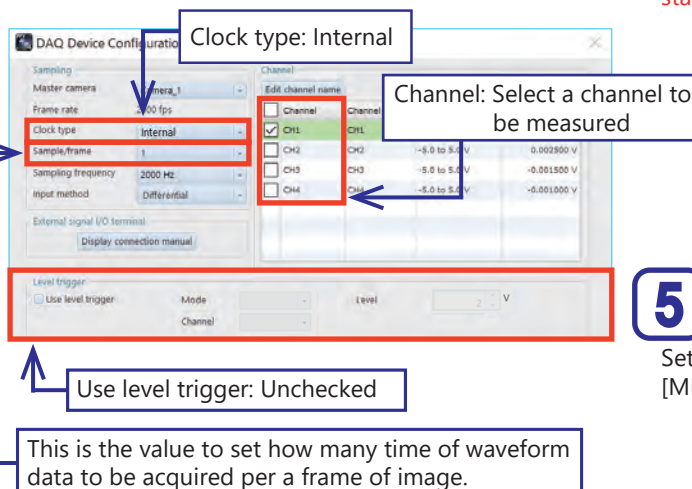 sta
DAQ Device Configuratio
Clock type: Internal
Sampling
Master camera
Frame rate
Clock type
Internal
Sample/frame
1
Sampling frequency
2000 Hz
Input method
Differential
External signal I/O terminal
Display connection manual
Channel
Edit channel name
Channel: Select a channel to
be measured
Channel
Channel
CH1
CH1
CH2
CH2
-5.0 to 5.0 V
0.002500 V
CH3
CH3
-5.0 to 5.0 V
-0.001500 V
CH4
CH4
-5.0 to 5.0 V
-0.001000 V
Level trigger
Use level trigger
Mode
Level
2
V
Channel
5
Set
[M
Use level trigger: Unchecked
This is the value to set how many time of waveform
data to be acquired per a frame of image.